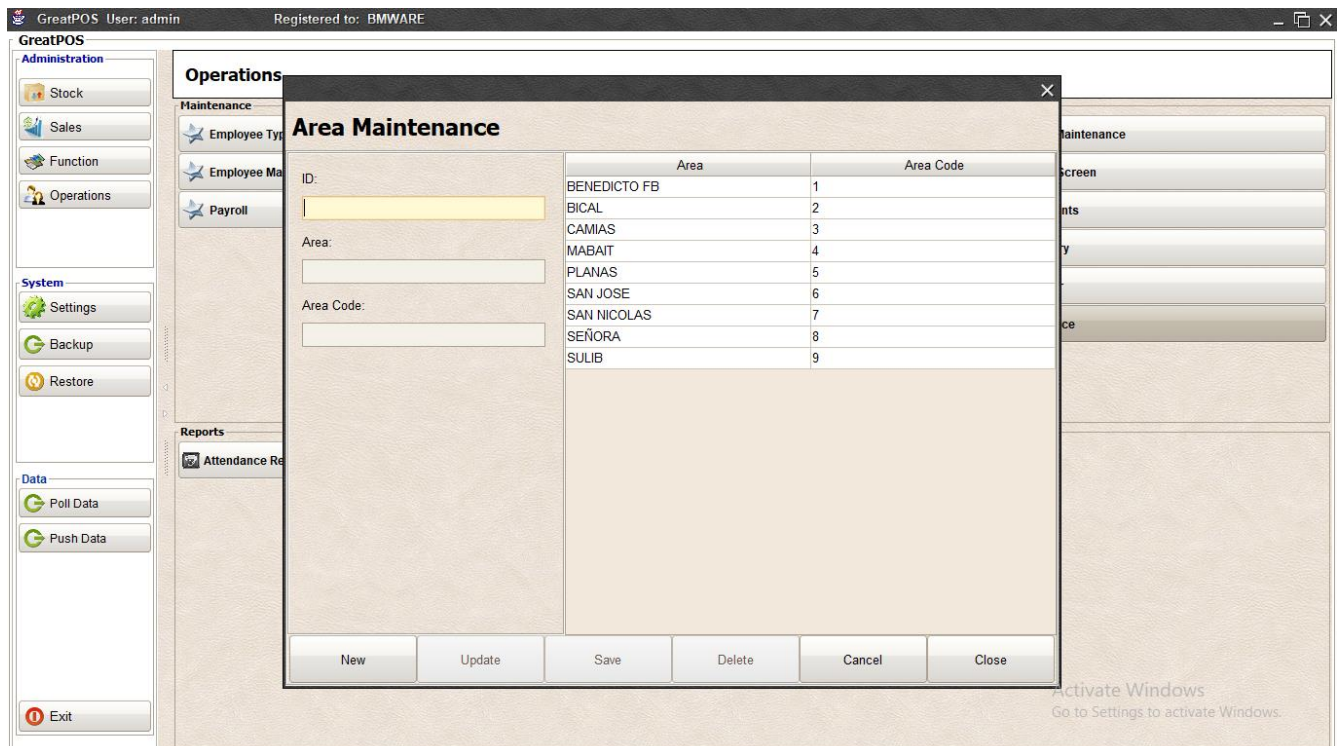 GreatPOS User: admin Registered to: BMWARE
GreatPOS
Administration
Stock
Sales
Function
Operations
System
Settings
Backup
Restore
Data
Poll Data
Push Data
Exit
Operations
Maintenance
Employee Typ
Employee Ma
Payroll
Reports
Attendance Re
Area Maintenance
ID:
Area:
Area Code:
Area Area Code
BENEDICTO FB 1
BICAL 2
CAMIAS 3
MABAIT 4
PLANAS 5
SAN JOSE 6
SAN NICOLAS 7
SEÑORA 8
SULIB 9
New Update Save Delete Cancel Close
Maintenance
Screen
nts
y
ce
Activate Windows
Go to Settings to activate Windows.